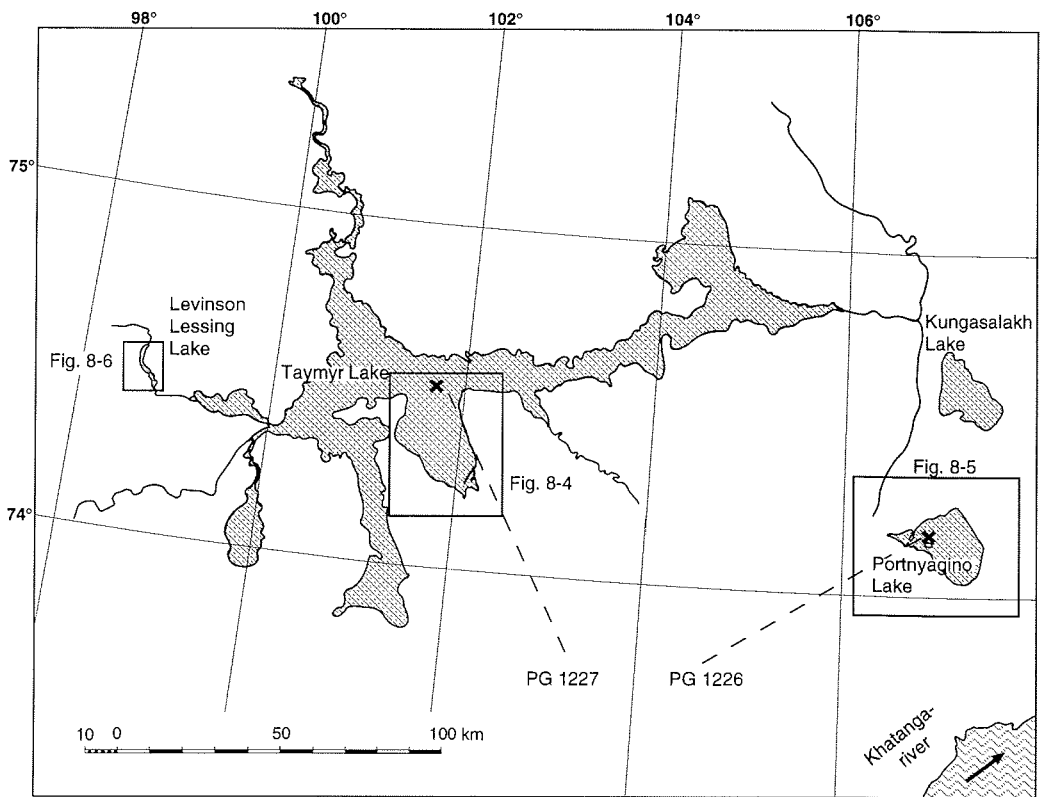 98°
100°
102°
104°
106°
75°
Levinson
Lessing
Lake
Kungasalakh
Lake
Fig. 8-6
Taymyr Lake
Fig. 8-5
Fig. 8-4
74°
Portnyagino
Lake
PG 1227
PG 1226
10 0 50 100 km
Khatanga-
river